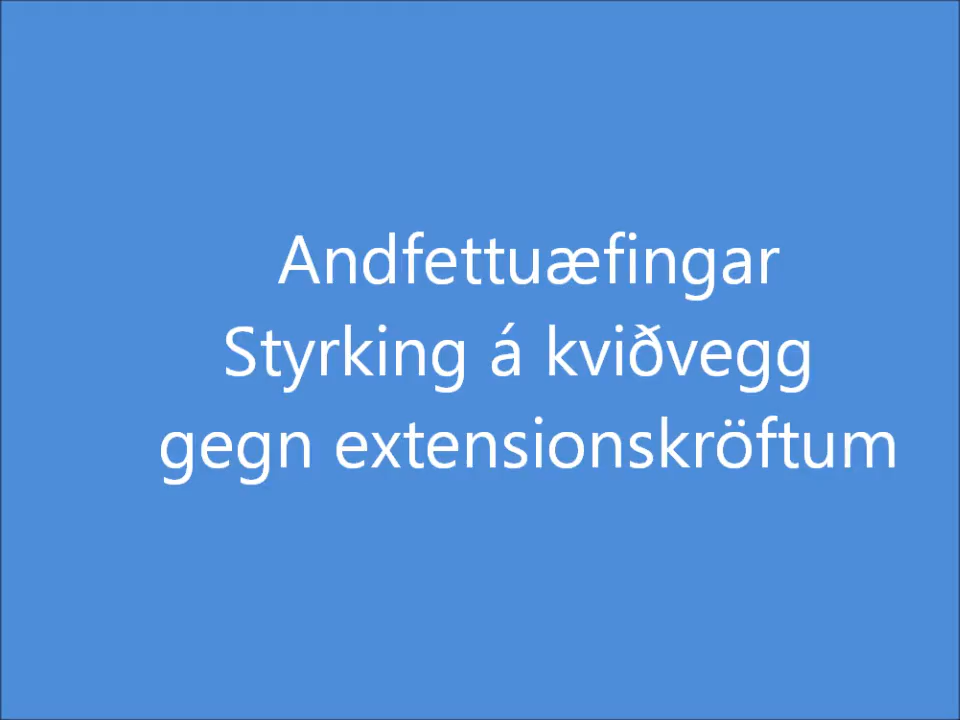 Andfettuæfingar
Styrking á kviðvegg
gegn extensionskröftum